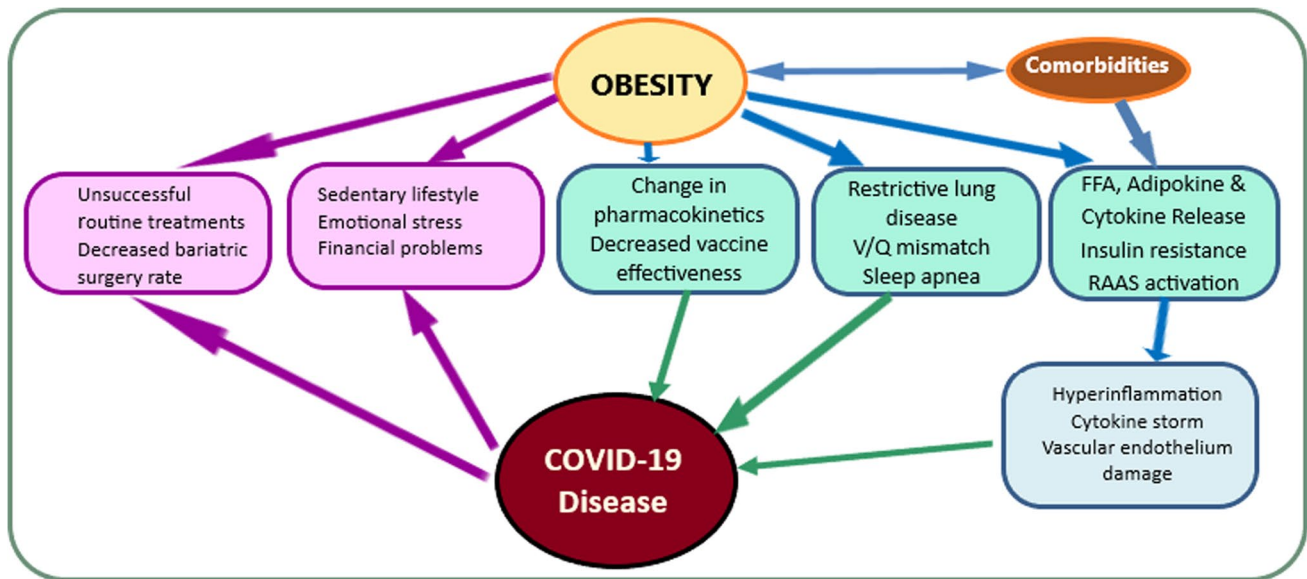 OBESITY
Comorbidities
Unsuccessful
routine treatments
Decreased bariatric
surgery rate
Sedentary lifestyle
Emotional stress
Financial problems
Change in
pharmacokinetics
Decreased vaccine
effectiveness
Restrictive lung
disease
V/Q mismatch
Sleep apnea
FFA, Adipokine &
Cytokine Release
Insulin resistance
RAAS activation
Hyperinflammation
Cytokine storm
Vascular endothelium
damage
COVID-19
Disease